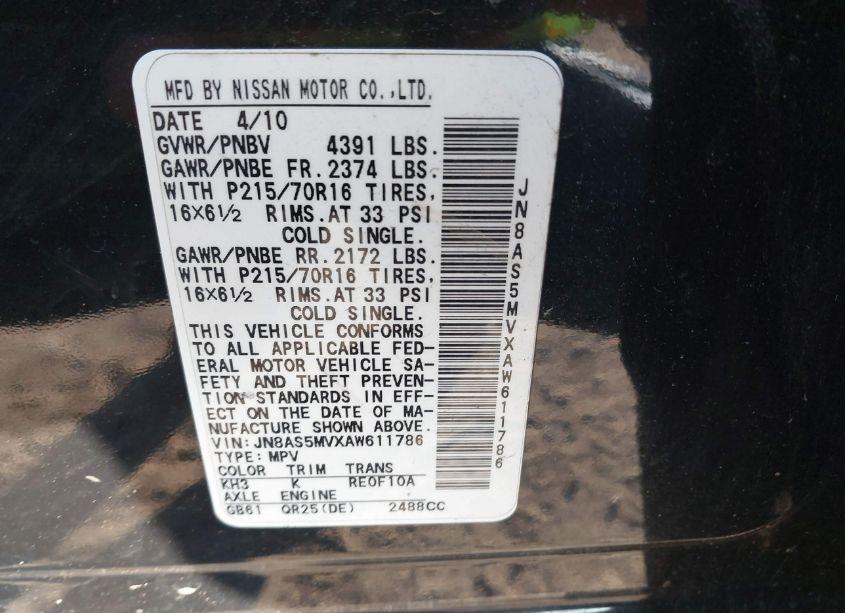 MFD BY NISSAN MOTOR CO.,LTD.
DATE 4/10
GVWR/PNBV 4391 LBS.
GAWR/PNBE FR.2374 LBS.
WITH P215/70R16 TIRES,
16X6½ RIMS.AT 33 PSI
COLD SINGLE.
GAWR/PNBE RR.2172 LBS.
WITH P215/70R16 TIRES,
16X6½ RIMS.AT 33 PSI
COLD SINGLE.
THIS VEHICLE CONFORMS
TO ALL APPLICABLE FED-
ERAL MOTOR VEHICLE SA-
FETY AND THEFT PREVEN-
TION STANDARDS IN EFF-
ECT ON THE DATE OF MA-
NUFACTURE SHOWN ABOVE.
VIN: JN8AS5MVXAW611786
TYPE: MPV
COLOR TRIM TRANS
KH3 K RE0F10A
AXLE ENGINE
GB61 QR25(DE) 2488CC
JN8AS5MVXAW611786